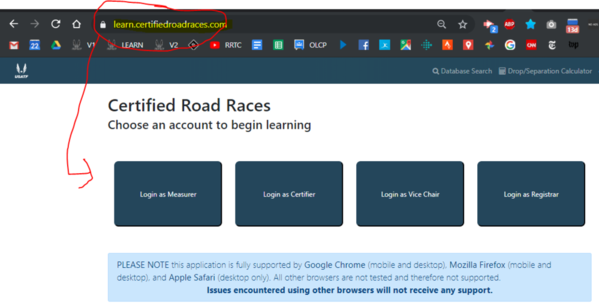 learn.certifiedroadraces.com
2
13d
22 V1 LEARN V2 RRTC OLCP CNN
USATF Database Search Drop/Separation Calculator
Certified Road Races
Choose an account to begin learning
Login as Measurer Login as Certifier Login as Vice Chair Login as Registrar
PLEASE NOTE this application is fully supported by Google Chrome (mobile and desktop), Mozilla Firefox (mobile and
desktop), and Apple Safari (desktop only). All other browsers are not tested and therefore not supported.
Issues encountered using other browsers will not receive any support.